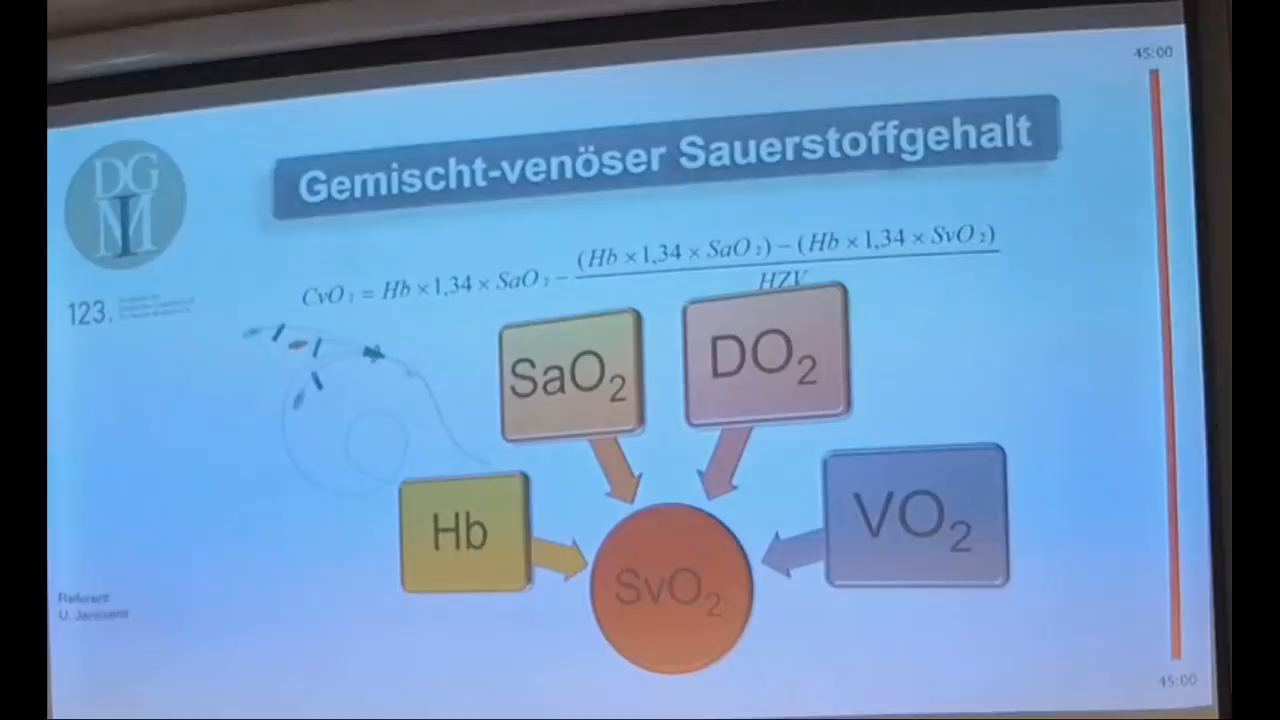 45:00
DG
IM
Gemischt-venöser Sauerstoffgehalt
CvO₂ = Hb × 1,34 × SaO₂ - (Hb × 1,34 × SaO₂) - (Hb × 1,34 × SvO₂)
HZV
123.
SaO₂
DO₂
Hb
VO₂
SvO₂
Referent
U. Janssens
45:00